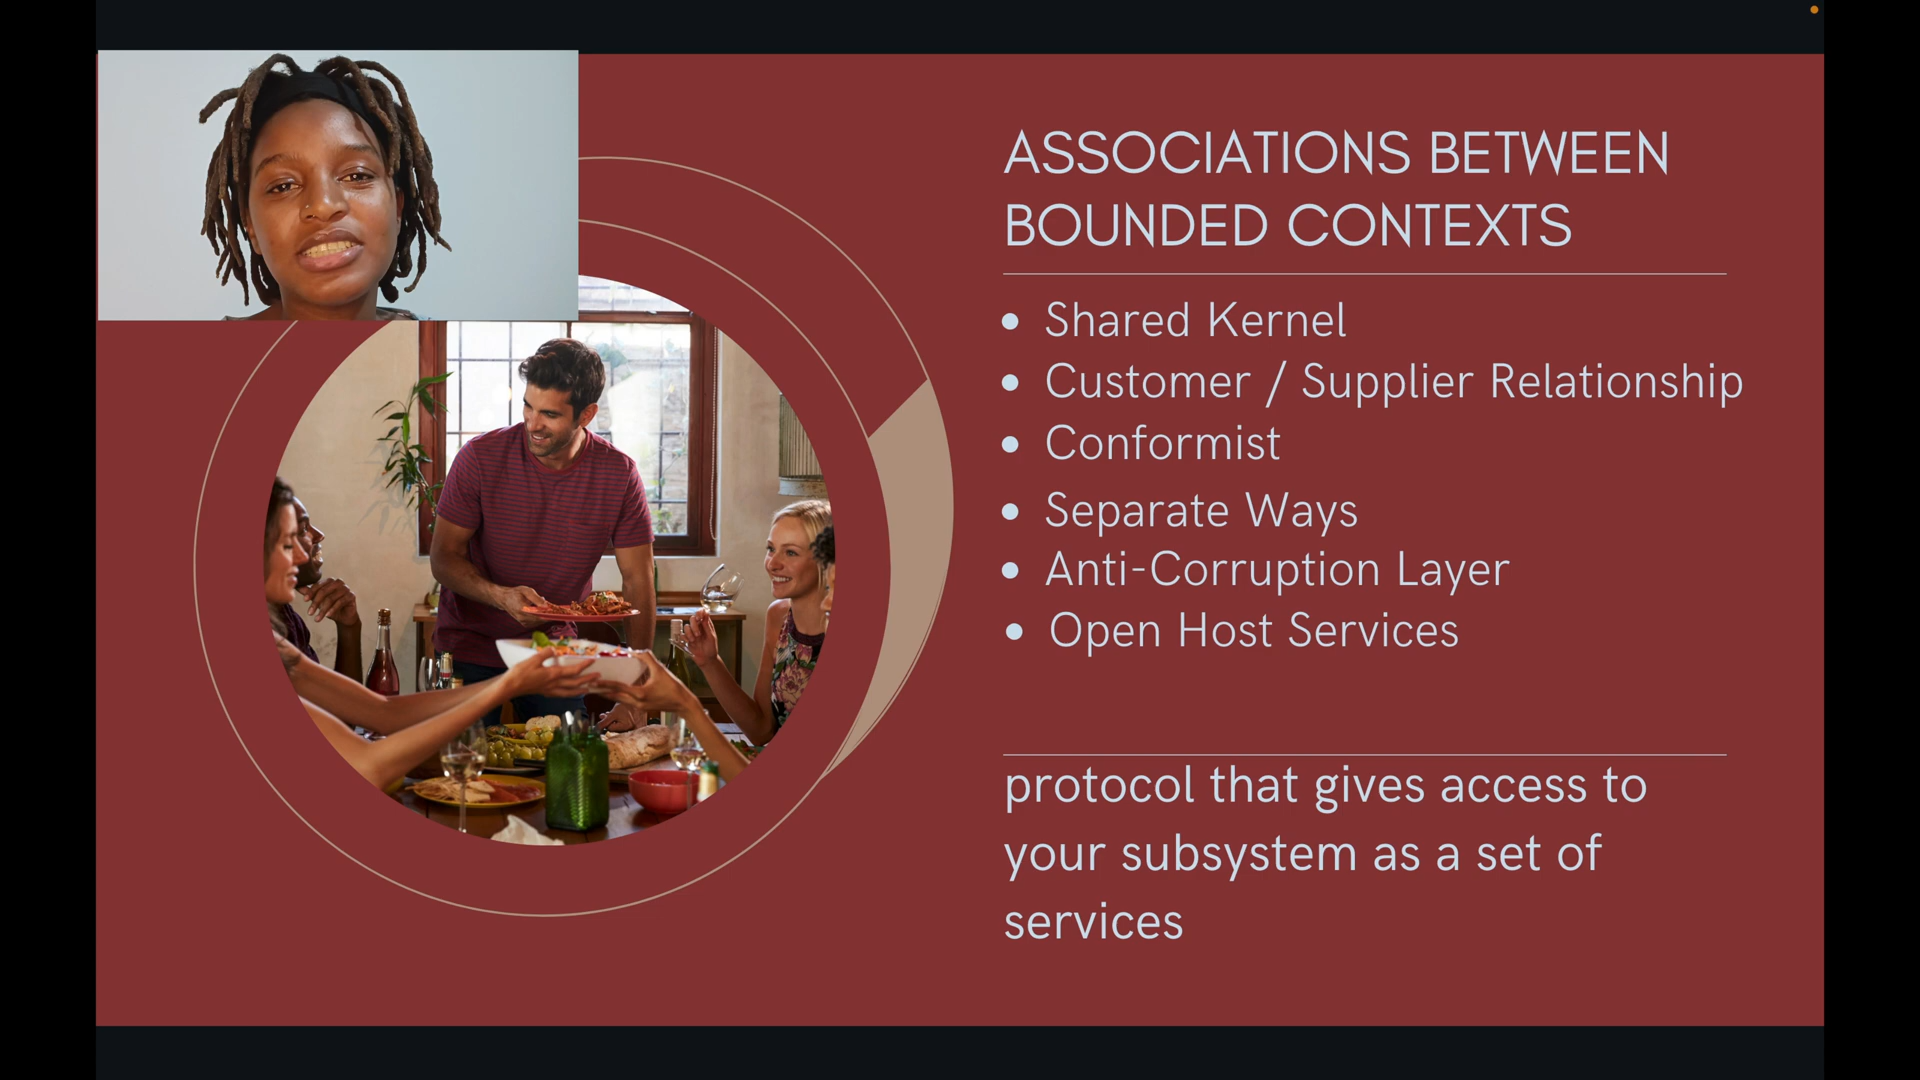 ASSOCIATIONS BETWEEN
BOUNDED CONTEXTS
Shared Kernel
Customer / Supplier Relationship
Conformist
Separate Ways
Anti-Corruption Layer
Open Host Services
protocol that gives access to
your subsystem as a set of
services